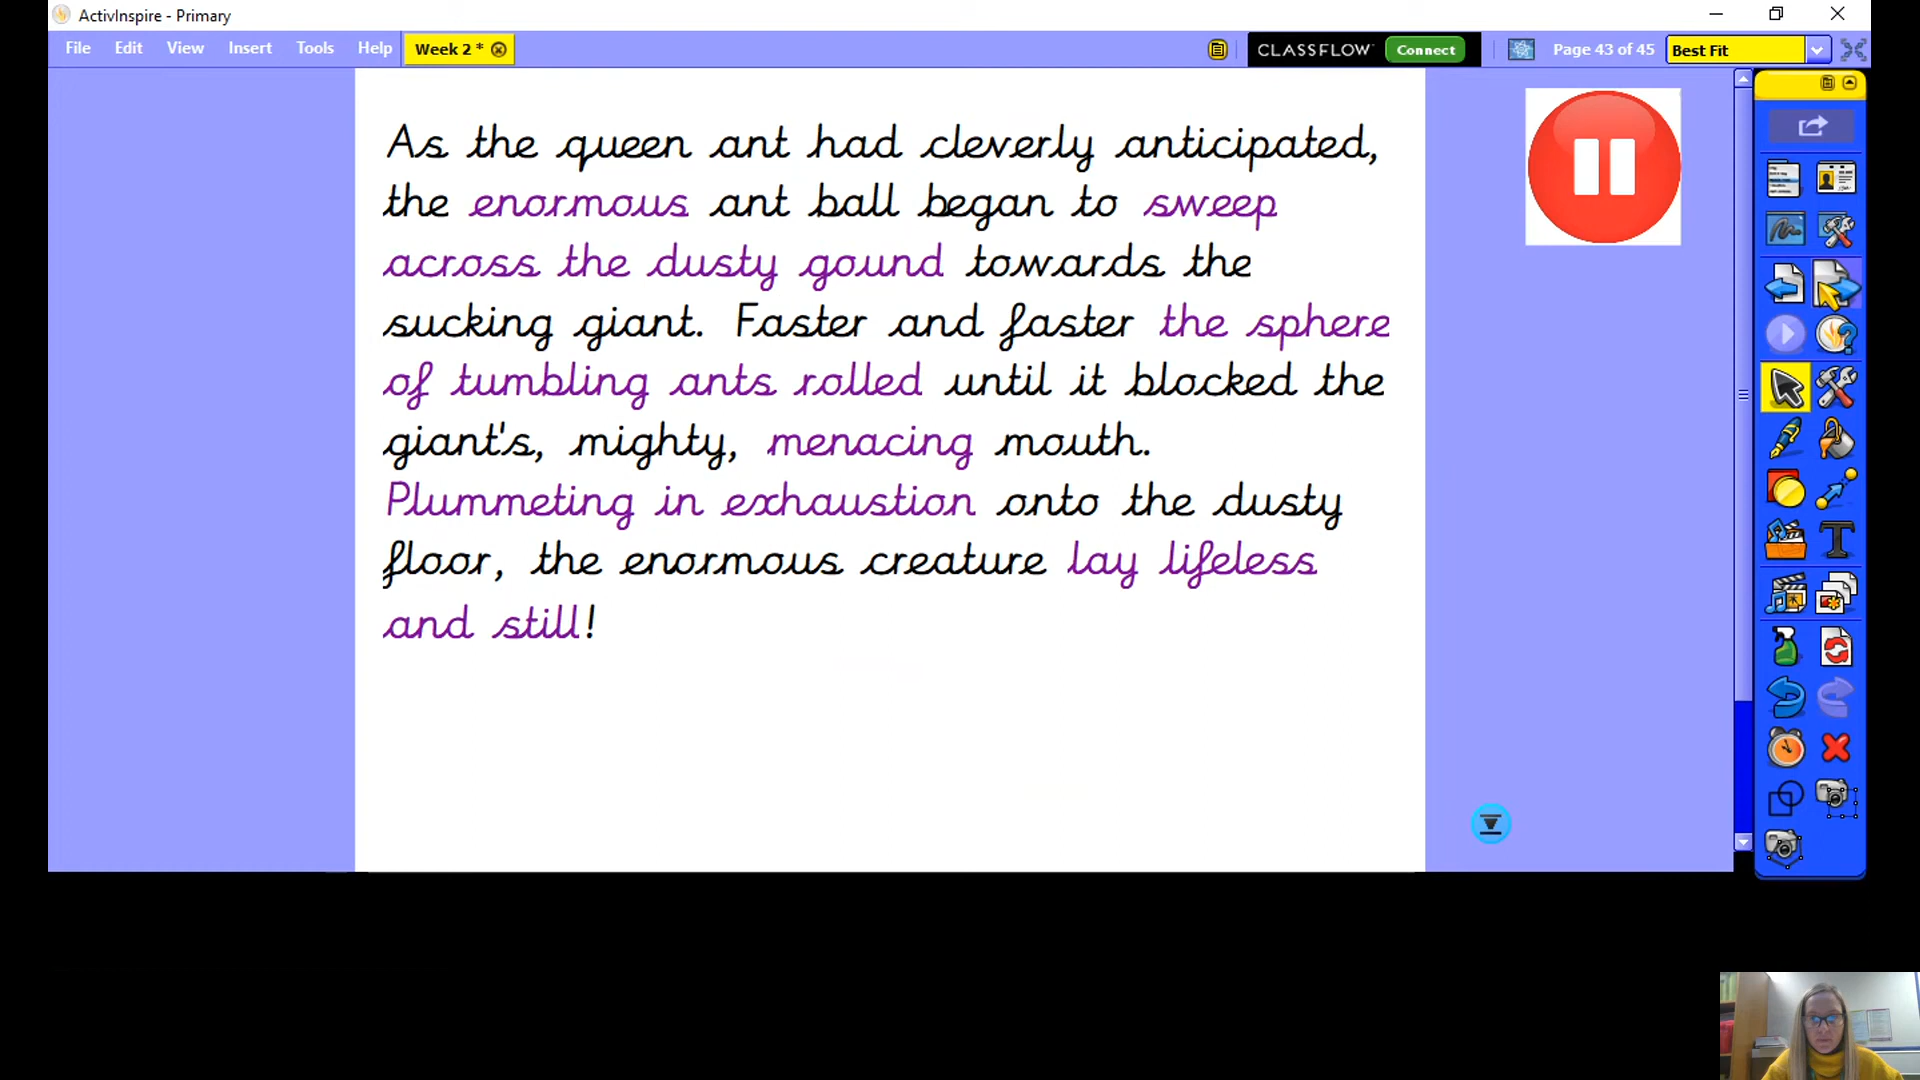 ActivInspire - Primary
File Edit View Insert Tools Help Week 2 * CLASSFLOW Connect Page 43 of 45 Best Fit
As the queen ant had cleverly anticipated,
the enormous ant ball began to sweep
across the dusty gound towards the
sucking giant. Faster and faster the sphere
of tumbling ants rolled until it blocked the
giant's, mighty, menacing mouth.
Plummeting in exhaustion onto the dusty
floor, the enormous creature lay lifeless
and still!